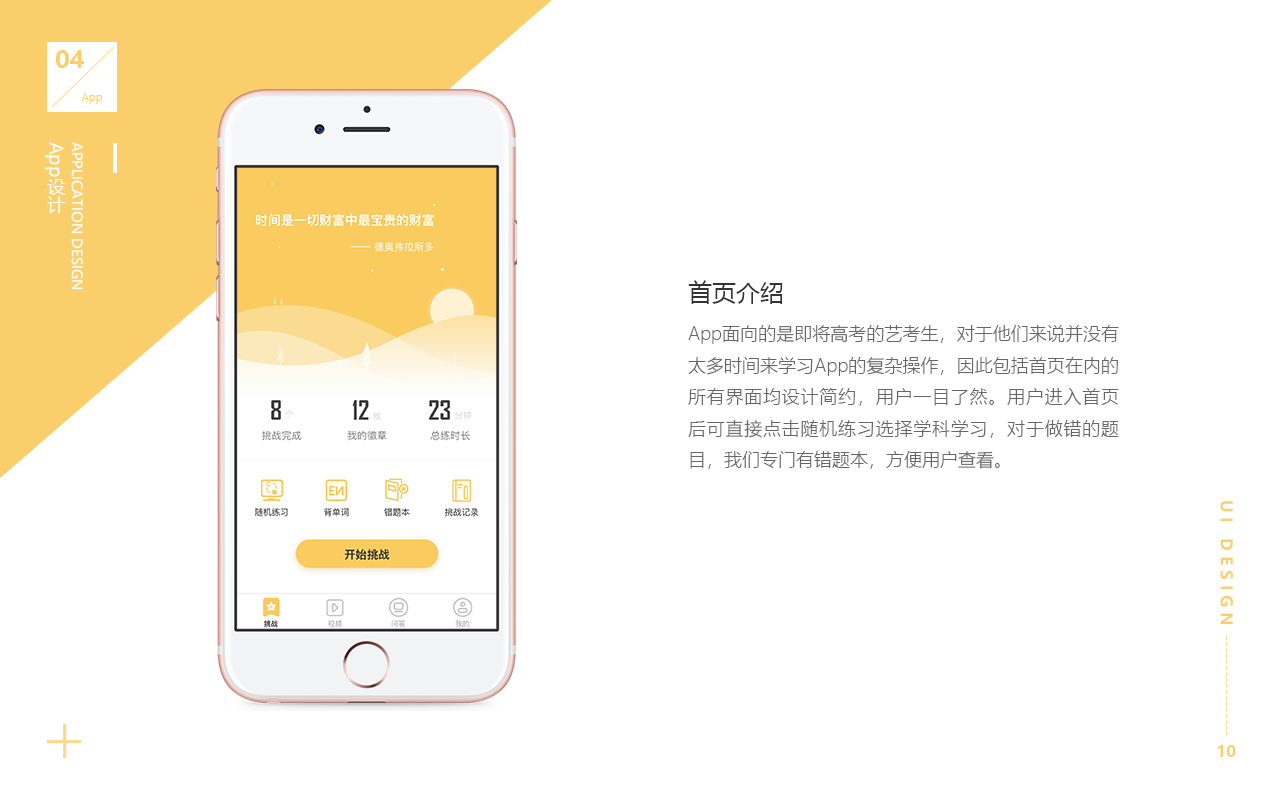 04
App
APPLICATION DESIGN
App设计
时间是一切财富中最宝贵的财富
—— 德奥弗拉斯多
8 个
12 枚
23 分钟
挑战完成
我的徽章
总练时长
EN
随机练习
背单词
错题本
挑战记录
开始挑战
挑战
视频
问答
我的
首页介绍
App面向的是即将高考的艺考生，对于他们来说并没有
太多时间来学习App的复杂操作，因此包括首页在内的
所有界面均设计简约，用户一目了然。用户进入首页
后可直接点击随机练习选择学科学习，对于做错的题
目，我们专门有错题本，方便用户查看。
UI DESIGN
10